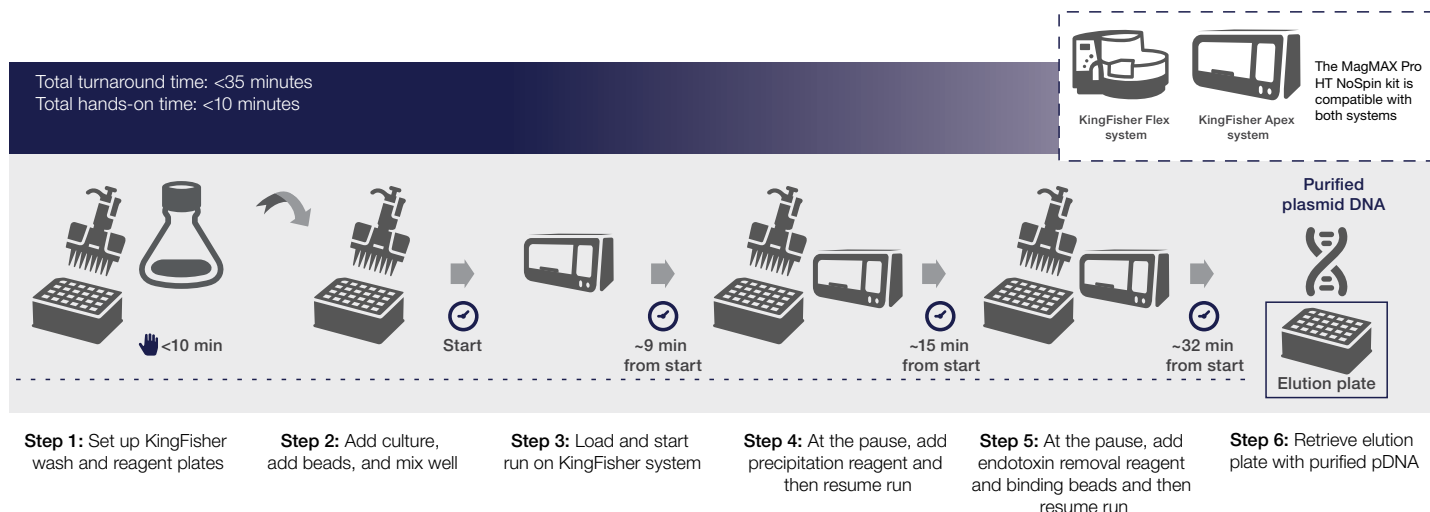 Total turnaround time: <35 minutes
Total hands-on time: <10 minutes
The MagMAX Pro
HT NoSpin kit is
compatible with
both systems
KingFisher Flex
system
KingFisher Apex
system
Purified
plasmid DNA
<10 min
Start
~9 min
from start
~15 min
from start
~32 min
from start
Elution plate
Step 1: Set up KingFisher
wash and reagent plates
Step 2: Add culture,
add beads, and mix well
Step 3: Load and start
run on KingFisher system
Step 4: At the pause, add
precipitation reagent and
then resume run
Step 5: At the pause, add
endotoxin removal reagent
and binding beads and then
resume run
Step 6: Retrieve elution
plate with purified pDNA